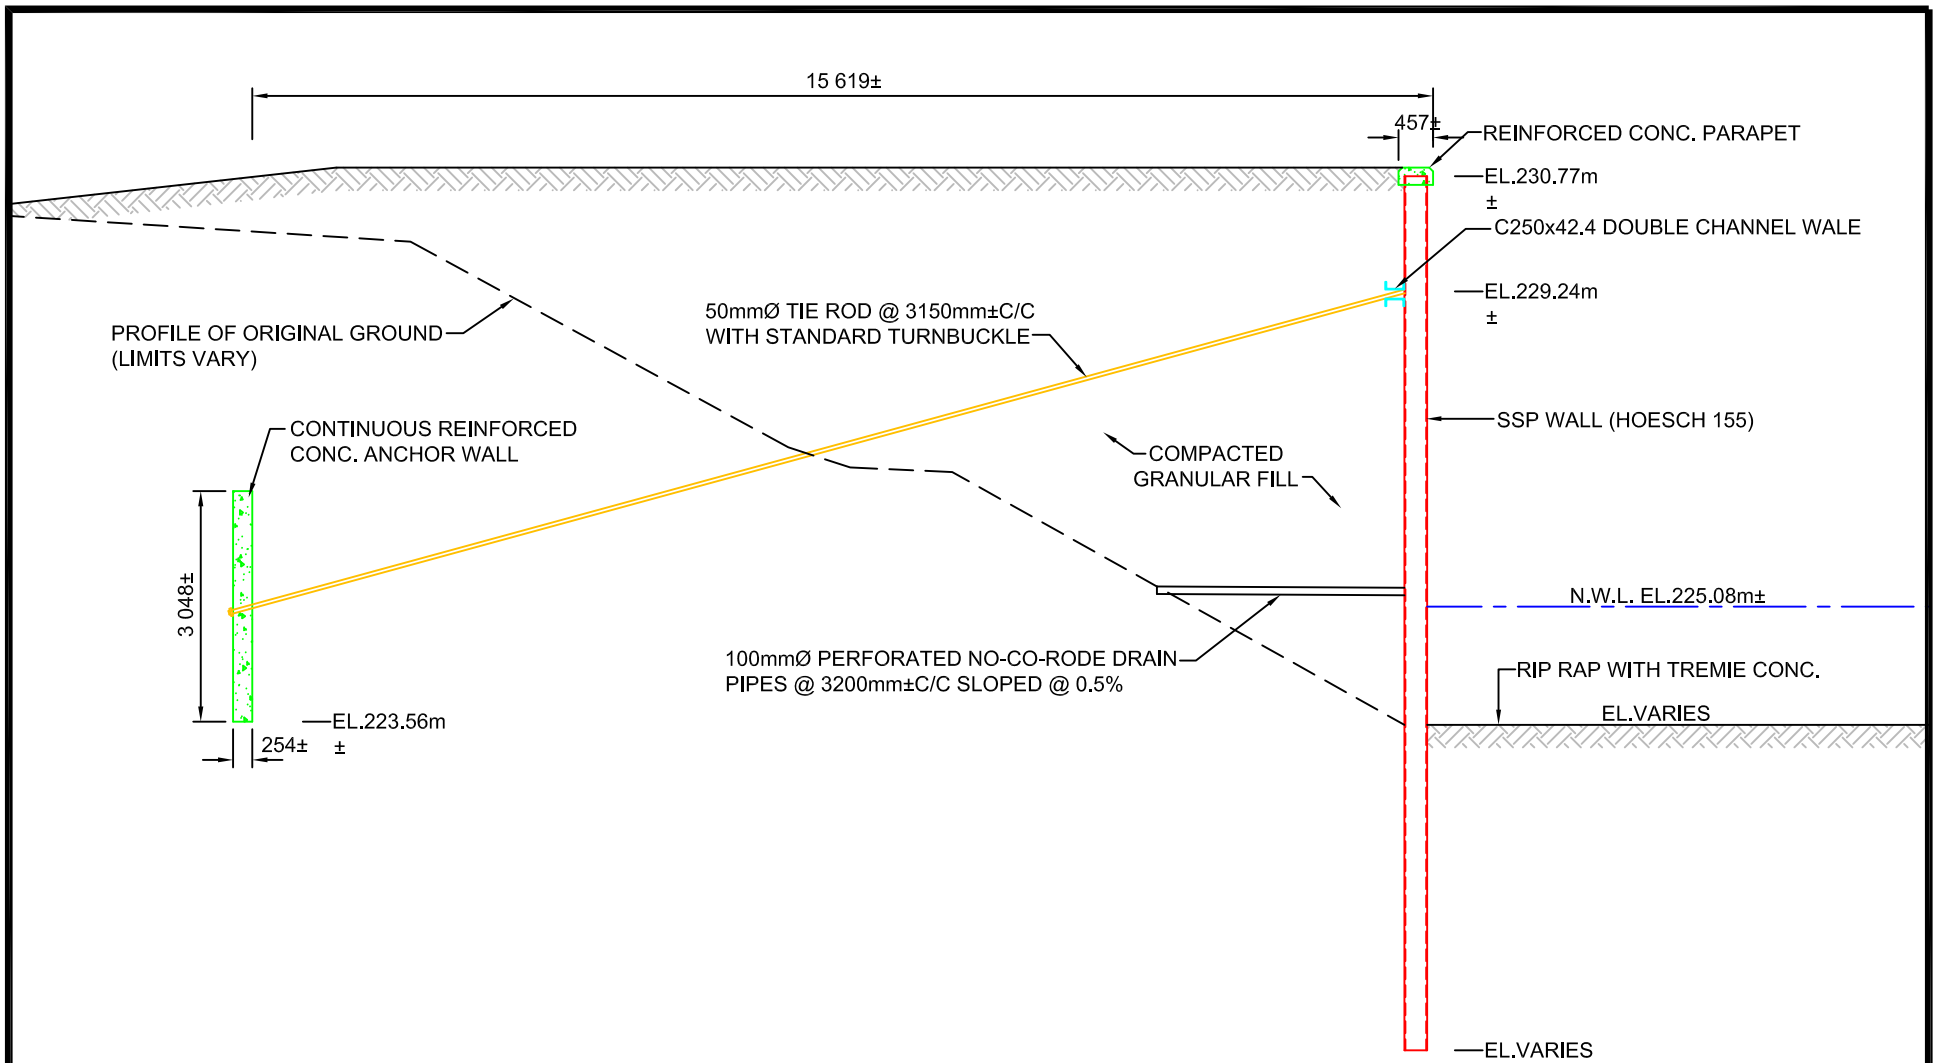 15 619±
457±
REINFORCED CONC. PARAPET
EL.230.77m
±
C250x42.4 DOUBLE CHANNEL WALE
EL.229.24m
±
50mmØ TIE ROD @ 3150mm±C/C
WITH STANDARD TURNBUCKLE
PROFILE OF ORIGINAL GROUND
(LIMITS VARY)
SSP WALL (HOESCH 155)
CONTINUOUS REINFORCED
CONC. ANCHOR WALL
COMPACTED
GRANULAR FILL
3 048±
N.W.L. EL.225.08m±
100mmØ PERFORATED NO-CO-RODE DRAIN
PIPES @ 3200mm±C/C SLOPED @ 0.5%
RIP RAP WITH TREMIE CONC.
EL.VARIES
EL.223.56m
±
254±
EL.VARIES